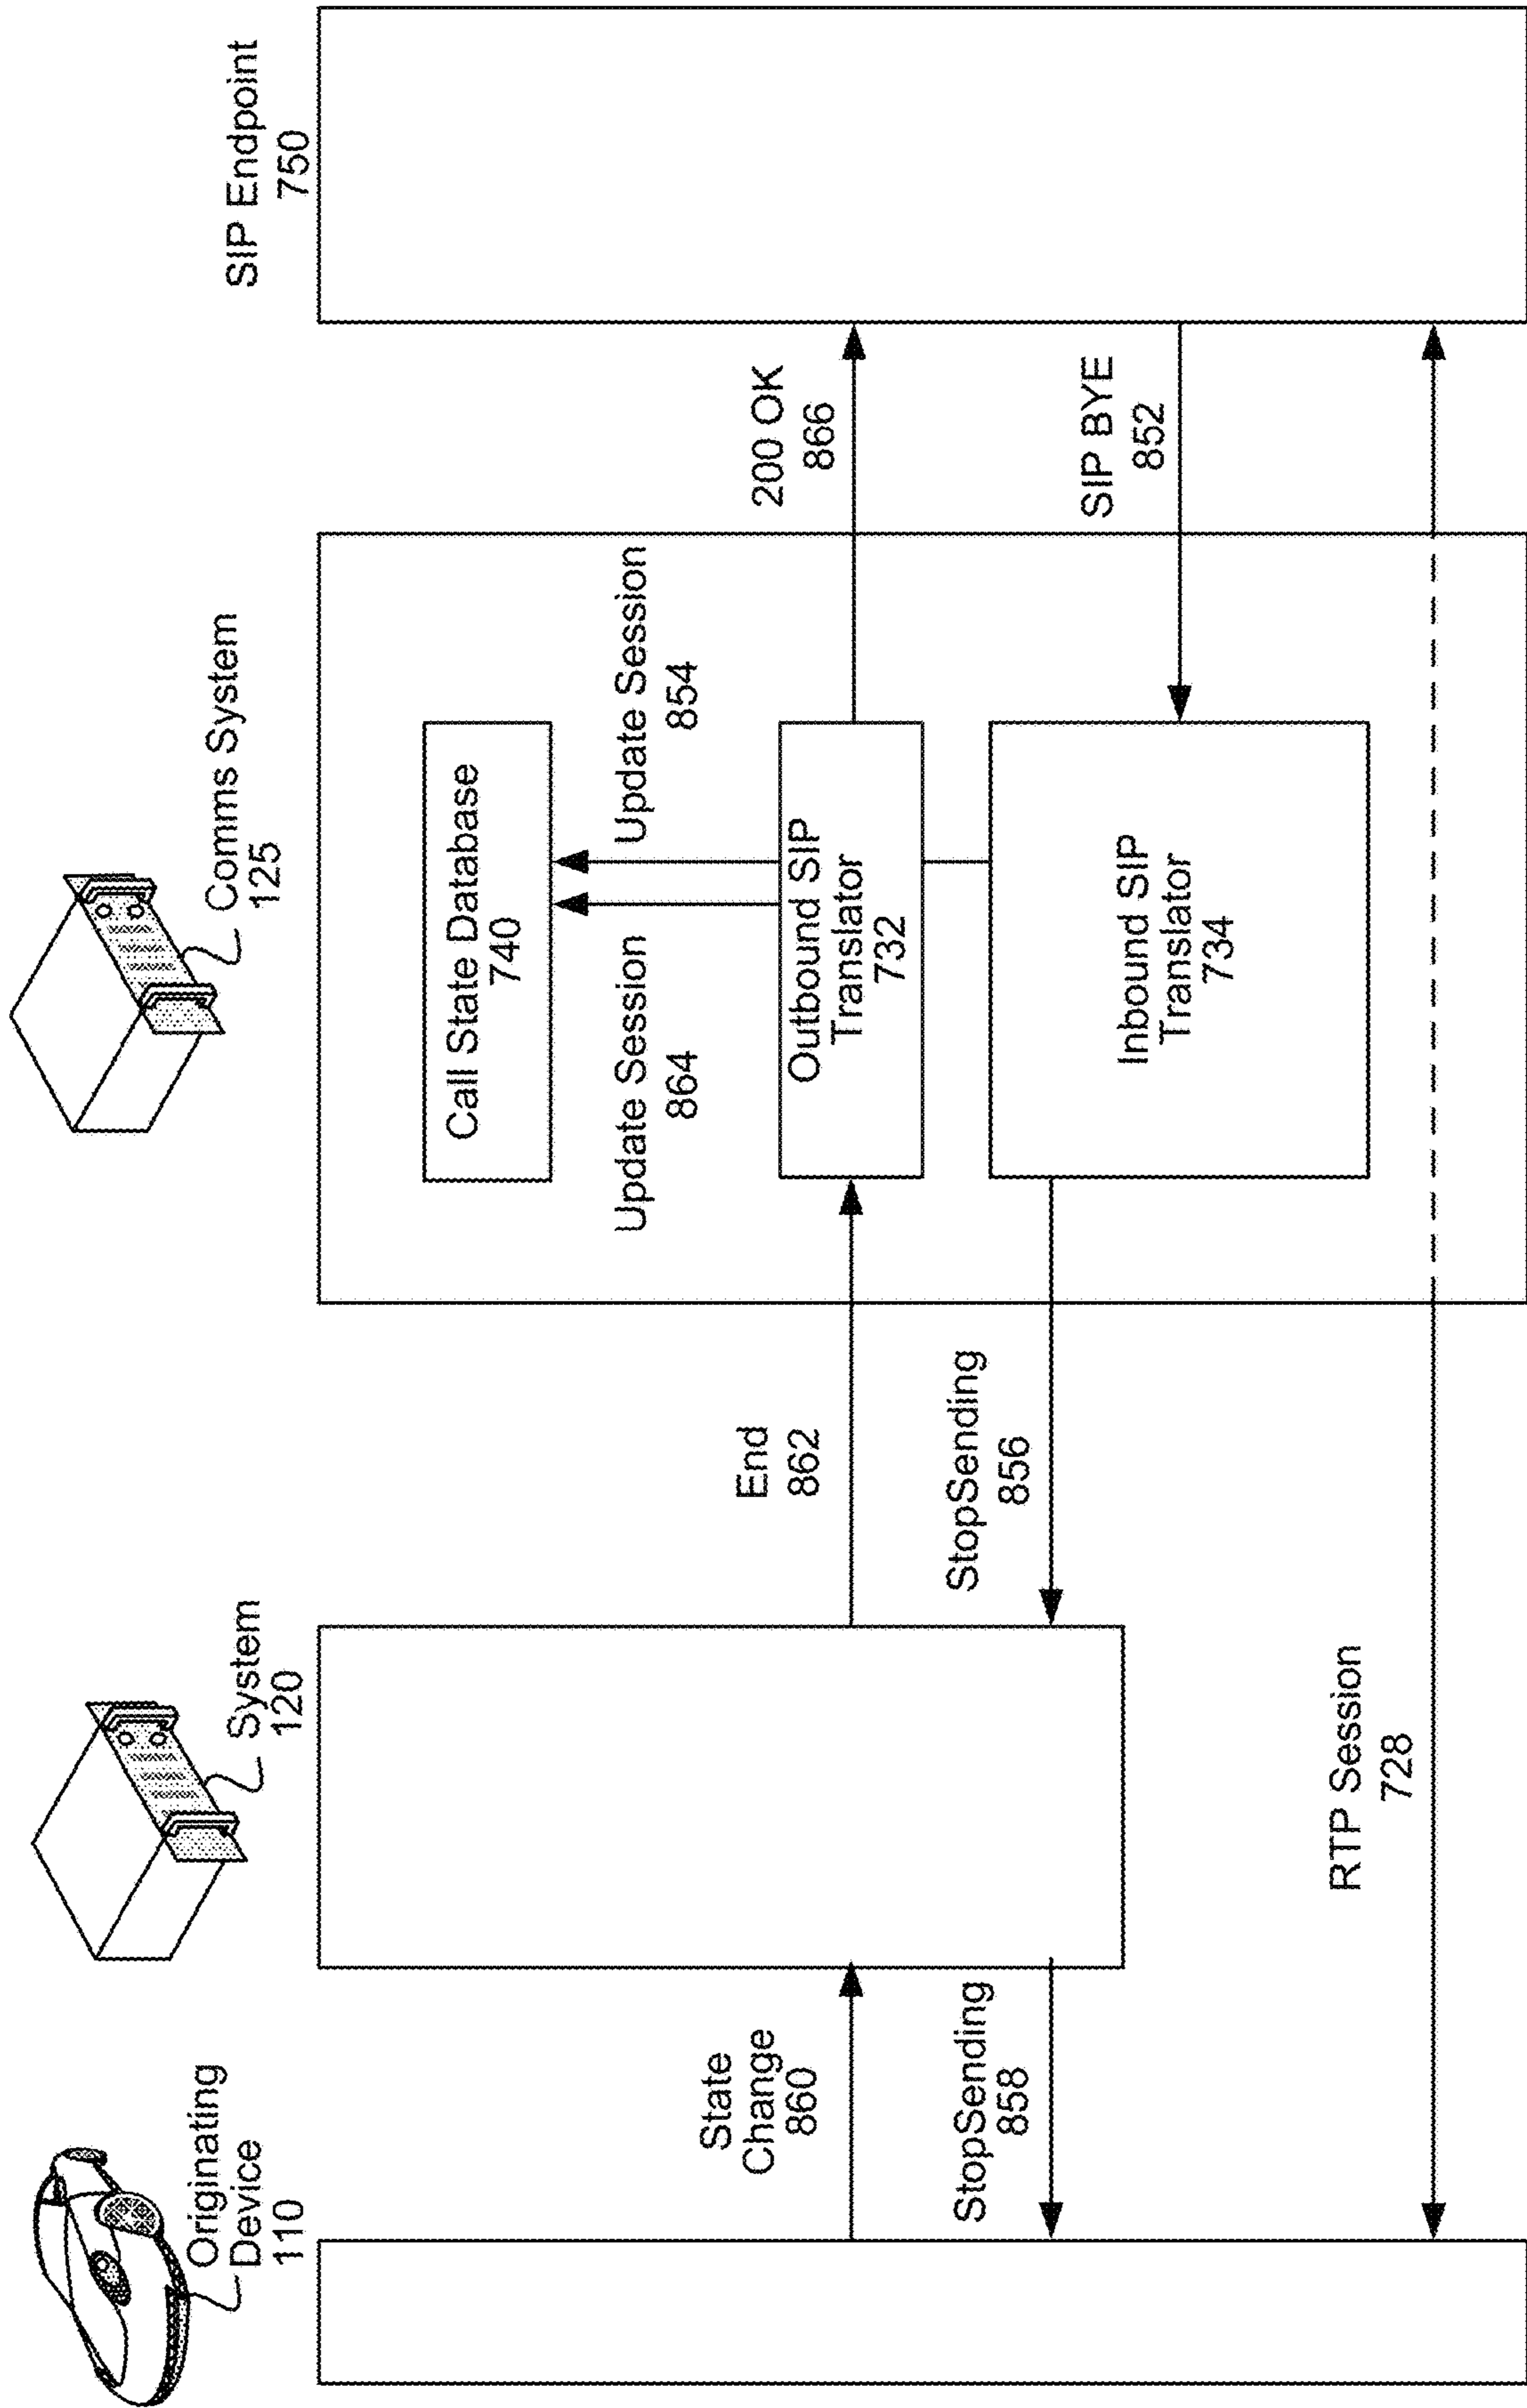 Originating
Device
110
System
120
Comms System
125
SIP Endpoint
750
Call State Database
740
Update Session
864
Update Session
854
State
Change
860
End
862
Outbound SIP
Translator
732
200 OK
866
StopSending
858
StopSending
856
Inbound SIP
Translator
734
SIP BYE
852
RTP Session
728